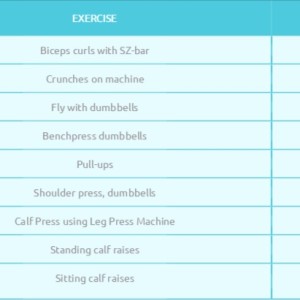 EXERCISE
Biceps curls with SZ-bar
Crunches on machine
Fly with dumbbells
Benchpress dumbbells
Pull-ups
Shoulder press, dumbbells
Calf Press using Leg Press Machine
Standing calf raises
Sitting calf raises